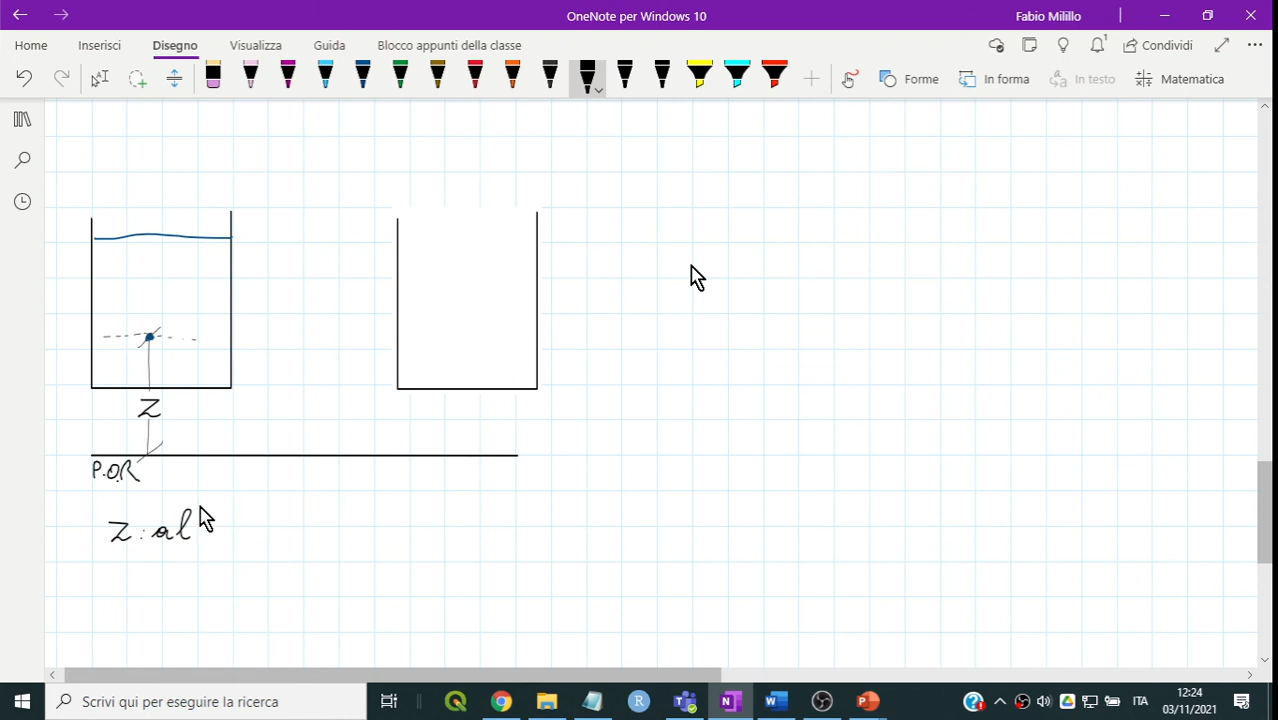 OneNote per Windows 10
Fabio Milillo
Home Inserisci Disegno Visualizza Guida Blocco appunti della classe Condividi
Forme In forma In testo Matematica
Z
P.O.R
Z: al
Scrivi qui per eseguire la ricerca
ITA
12:24
03/11/2021